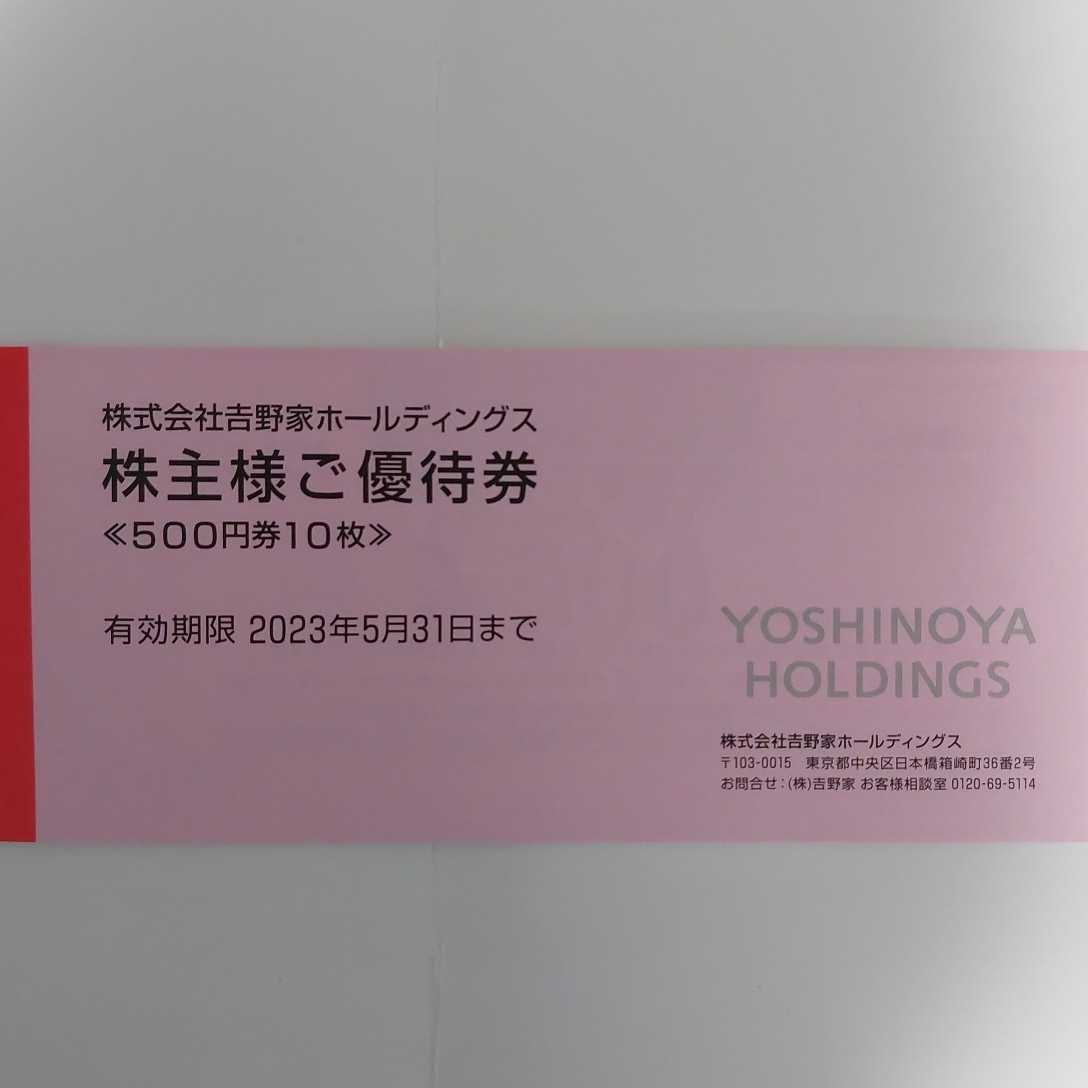 株式会社𠮷野家ホールディングス
株主様ご優待券
≪500円券10枚≫
有効期限 2023年5月31日まで
YOSHINOYA
HOLDINGS
株式会社𠮷野家ホールディングス
〒103-0015 東京都中央区日本橋箱崎町36番2号
お問合せ：(株)𠮷野家 お客様相談室 0120-69-5114